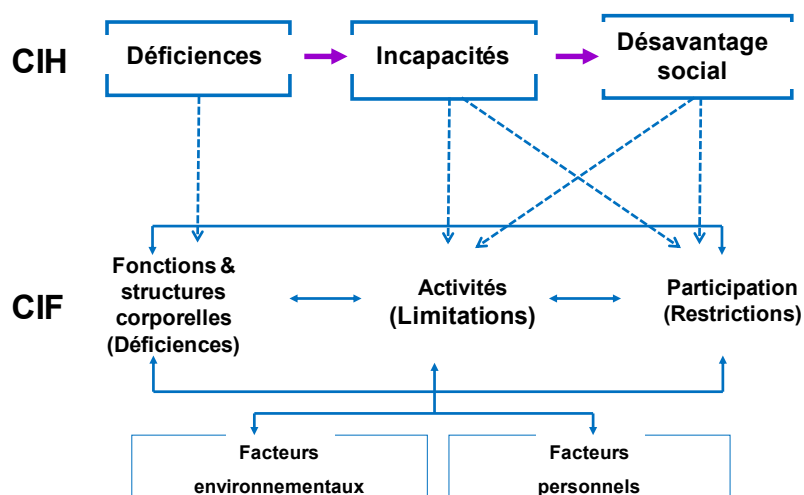 CIH
Déficiences
Incapacités
Désavantage
social
CIF
Fonctions &
structures
corporelles
(Déficiences)
Activités
(Limitations)
Participation
(Restrictions)
Facteurs
environnementaux
Facteurs
personnels